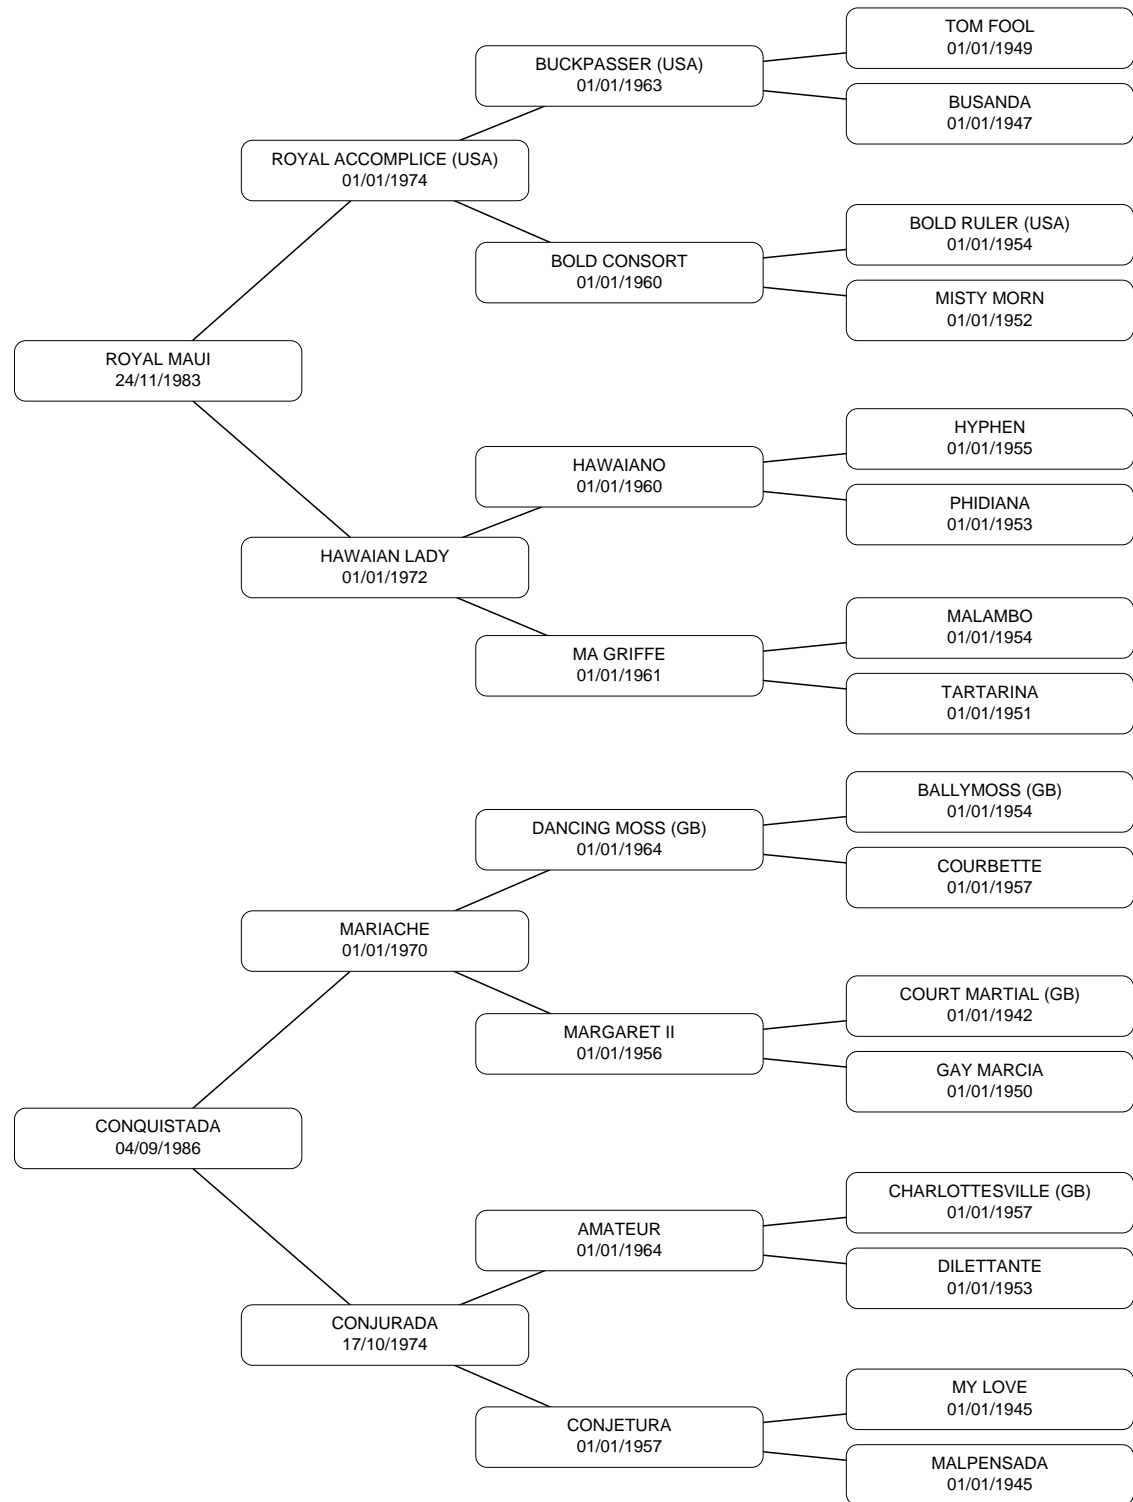 TOM FOOL
01/01/1949
BUCKPASSER (USA)
01/01/1963
BUSANDA
01/01/1947
ROYAL ACCOMPLICE (USA)
01/01/1974
BOLD RULER (USA)
01/01/1954
BOLD CONSORT
01/01/1960
MISTY MORN
01/01/1952
ROYAL MAUI
24/11/1983
HYPHEN
01/01/1955
HAWAIANO
01/01/1960
PHIDIANA
01/01/1953
HAWAIAN LADY
01/01/1972
MALAMBO
01/01/1954
MA GRIFFE
01/01/1961
TARTARINA
01/01/1951
BALLYMOSS (GB)
01/01/1954
DANCING MOSS (GB)
01/01/1964
COURBETTE
01/01/1957
MARIACHE
01/01/1970
COURT MARTIAL (GB)
01/01/1942
MARGARET II
01/01/1956
GAY MARCIA
01/01/1950
CONQUISTADA
04/09/1986
CHARLOTTESVILLE (GB)
01/01/1957
AMATEUR
01/01/1964
DILETTANTE
01/01/1953
CONJURADA
17/10/1974
MY LOVE
01/01/1945
CONJETURA
01/01/1957
MALPENSADA
01/01/1945